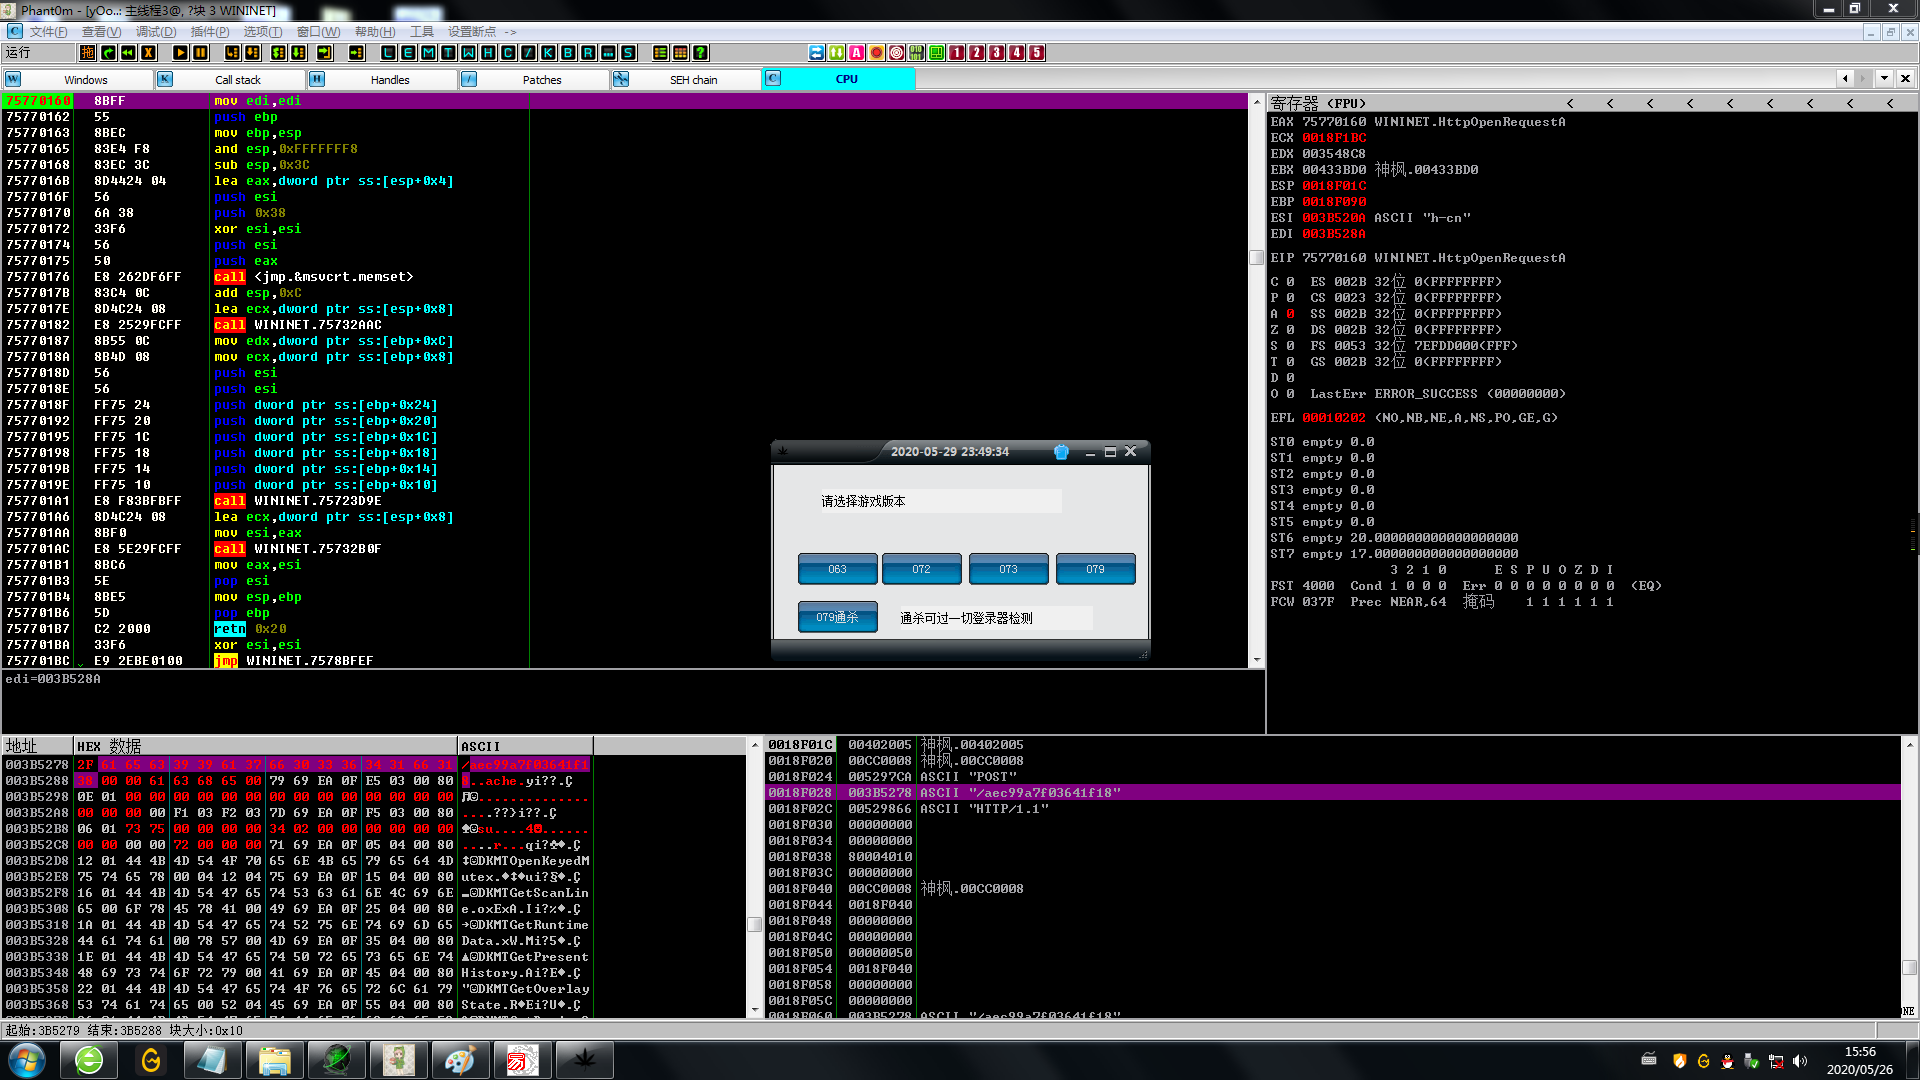 Phant0m - [yOo..: 主线程3@, ?块 3 WININET]
文件(F) 查看(V) 调试(D) 插件(P) 选项(T) 窗口(W) 帮助(H) 工具 设置断点 ->
运行 拖 X L E M T W H C / K B R ... S ? A 1 2 3 4 5
W Windows K Call stack H Handles / Patches SEH chain C CPU
75770160 8BFF mov edi,edi
75770162 55 push ebp
75770163 8BEC mov ebp,esp
75770165 83E4 F8 and esp,0xFFFFFFF8
75770168 83EC 3C sub esp,0x3C
7577016B 8D4424 04 lea eax,dword ptr ss:[esp+0x4]
7577016F 56 push esi
75770170 6A 38 push 0x38
75770172 33F6 xor esi,esi
75770174 56 push esi
75770175 50 push eax
75770176 E8 262DF6FF call <jmp.&msvcrt.memset>
7577017B 83C4 0C add esp,0xC
7577017E 8D4C24 08 lea ecx,dword ptr ss:[esp+0x8]
75770182 E8 2529FCFF call WININET.75732AAC
75770187 8B55 0C mov edx,dword ptr ss:[ebp+0xC]
7577018A 8B4D 08 mov ecx,dword ptr ss:[ebp+0x8]
7577018D 56 push esi
7577018E 56 push esi
7577018F FF75 24 push dword ptr ss:[ebp+0x24]
75770192 FF75 20 push dword ptr ss:[ebp+0x20]
75770195 FF75 1C push dword ptr ss:[ebp+0x1C]
75770198 FF75 18 push dword ptr ss:[ebp+0x18]
7577019B FF75 14 push dword ptr ss:[ebp+0x14]
7577019E FF75 10 push dword ptr ss:[ebp+0x10]
757701A1 E8 F83BFBFF call WININET.75723D9E
757701A6 8D4C24 08 lea ecx,dword ptr ss:[esp+0x8]
757701AA 8BF0 mov esi,eax
757701AC E8 5E29FCFF call WININET.75732B0F
757701B1 8BC6 mov eax,esi
757701B3 5E pop esi
757701B4 8BE5 mov esp,ebp
757701B6 5D pop ebp
757701B7 C2 2000 retn 0x20
757701BA 33F6 xor esi,esi
757701BC E9 2EBE0100 jmp WININET.7578BFEF
edi=003B528A
寄存器 (FPU) < < < < < < < < <
EAX 75770160 WININET.HttpOpenRequestA
ECX 0018F1BC
EDX 003548C8
EBX 00433BD0 神枫.00433BD0
ESP 0018F01C
EBP 0018F090
ESI 003B520A ASCII "h-cn"
EDI 003B528A
EIP 75770160 WININET.HttpOpenRequestA
C 0 ES 002B 32位 0(FFFFFFFF)
P 0 CS 0023 32位 0(FFFFFFFF)
A 0 SS 002B 32位 0(FFFFFFFF)
Z 0 DS 002B 32位 0(FFFFFFFF)
S 0 FS 0053 32位 7EFDD000(FFF)
T 0 GS 002B 32位 0(FFFFFFFF)
D 0
O 0 LastErr ERROR_SUCCESS (00000000)
EFL 00010202 (NO,NB,NE,A,NS,PO,GE,G)
ST0 empty 0.0
ST1 empty 0.0
ST2 empty 0.0
ST3 empty 0.0
ST4 empty 0.0
ST5 empty 0.0
ST6 empty 20.000000000000000000
ST7 empty 17.000000000000000000
3 2 1 0 E S P U O Z D I
FST 4000 Cond 1 0 0 0 Err 0 0 0 0 0 0 0 0 (EQ)
FCW 037F Prec NEAR,64 掩码 1 1 1 1 1 1
2020-05-29 23:49:34
请选择游戏版本
063 072 073 079
079通杀 通杀可过一切登录器检测
地址 HEX 数据 ASCII
003B5278 2F 61 65 63 39 39 61 37 66 30 33 36 34 31 66 31 /aec99a7f03641f1
003B5288 38 00 00 61 63 68 65 00 79 69 EA 0F E5 03 00 80 8..ache.yi??.Ç
003B5298 0E 01 00 00 00 00 00 00 00 00 00 00 00 00 00 00
003B52A8 00 00 00 00 F1 03 F2 03 7D 69 EA 0F F5 03 00 80
003B52B8 06 01 73 75 00 00 00 00 34 02 00 00 00 00 00 00
003B52C8 00 00 00 00 72 00 00 00 71 69 EA 0F 05 04 00 80
003B52D8 12 01 44 4B 4D 54 4F 70 65 6E 4B 65 79 65 64 4D DKMTOpenKeyedM
003B52E8 75 74 65 78 00 04 12 04 75 69 EA 0F 15 04 00 80
003B52F8 16 01 44 4B 4D 54 47 65 74 53 63 61 6E 4C 69 6E DKMTGetScanLin
003B5308 65 00 6F 78 45 78 41 00 49 69 EA 0F 25 04 00 80
003B5318 1A 01 44 4B 4D 54 47 65 74 52 75 6E 74 69 6D 65 DKMTGetRuntime
003B5328 44 61 74 61 00 78 57 00 4D 69 EA 0F 35 04 00 80
003B5338 1E 01 44 4B 4D 54 47 65 74 50 72 65 73 65 6E 74 DKMTGetPresent
003B5348 48 69 73 74 6F 72 79 00 41 69 EA 0F 45 04 00 80
003B5358 22 01 44 4B 4D 54 47 65 74 4F 76 65 72 6C 61 79 DKMTGetOverlay
003B5368 53 74 61 74 65 00 52 04 45 69 EA 0F 55 04 00 80
0018F01C 00402005 神枫.00402005
0018F020 00CC0008 神枫.00CC0008
0018F024 005297CA ASCII "POST"
0018F028 003B5278 ASCII "/aec99a7f03641f18"
0018F02C 00529866 ASCII "HTTP/1.1"
0018F030 00000000
0018F034 00000000
0018F038 80004010
0018F03C 00000000
0018F040 00CC0008 神枫.00CC0008
0018F044 0018F040
0018F048 00000000
0018F04C 00000000
0018F050 00000050
0018F054 0018F040
0018F058 00000000
0018F05C 00000000
0018F060 003B5278 ASCII "/aec99a7f03641f18"
起始:3B5279 结束:3B5288 块大小:0x10
易
15:56
2020/05/26